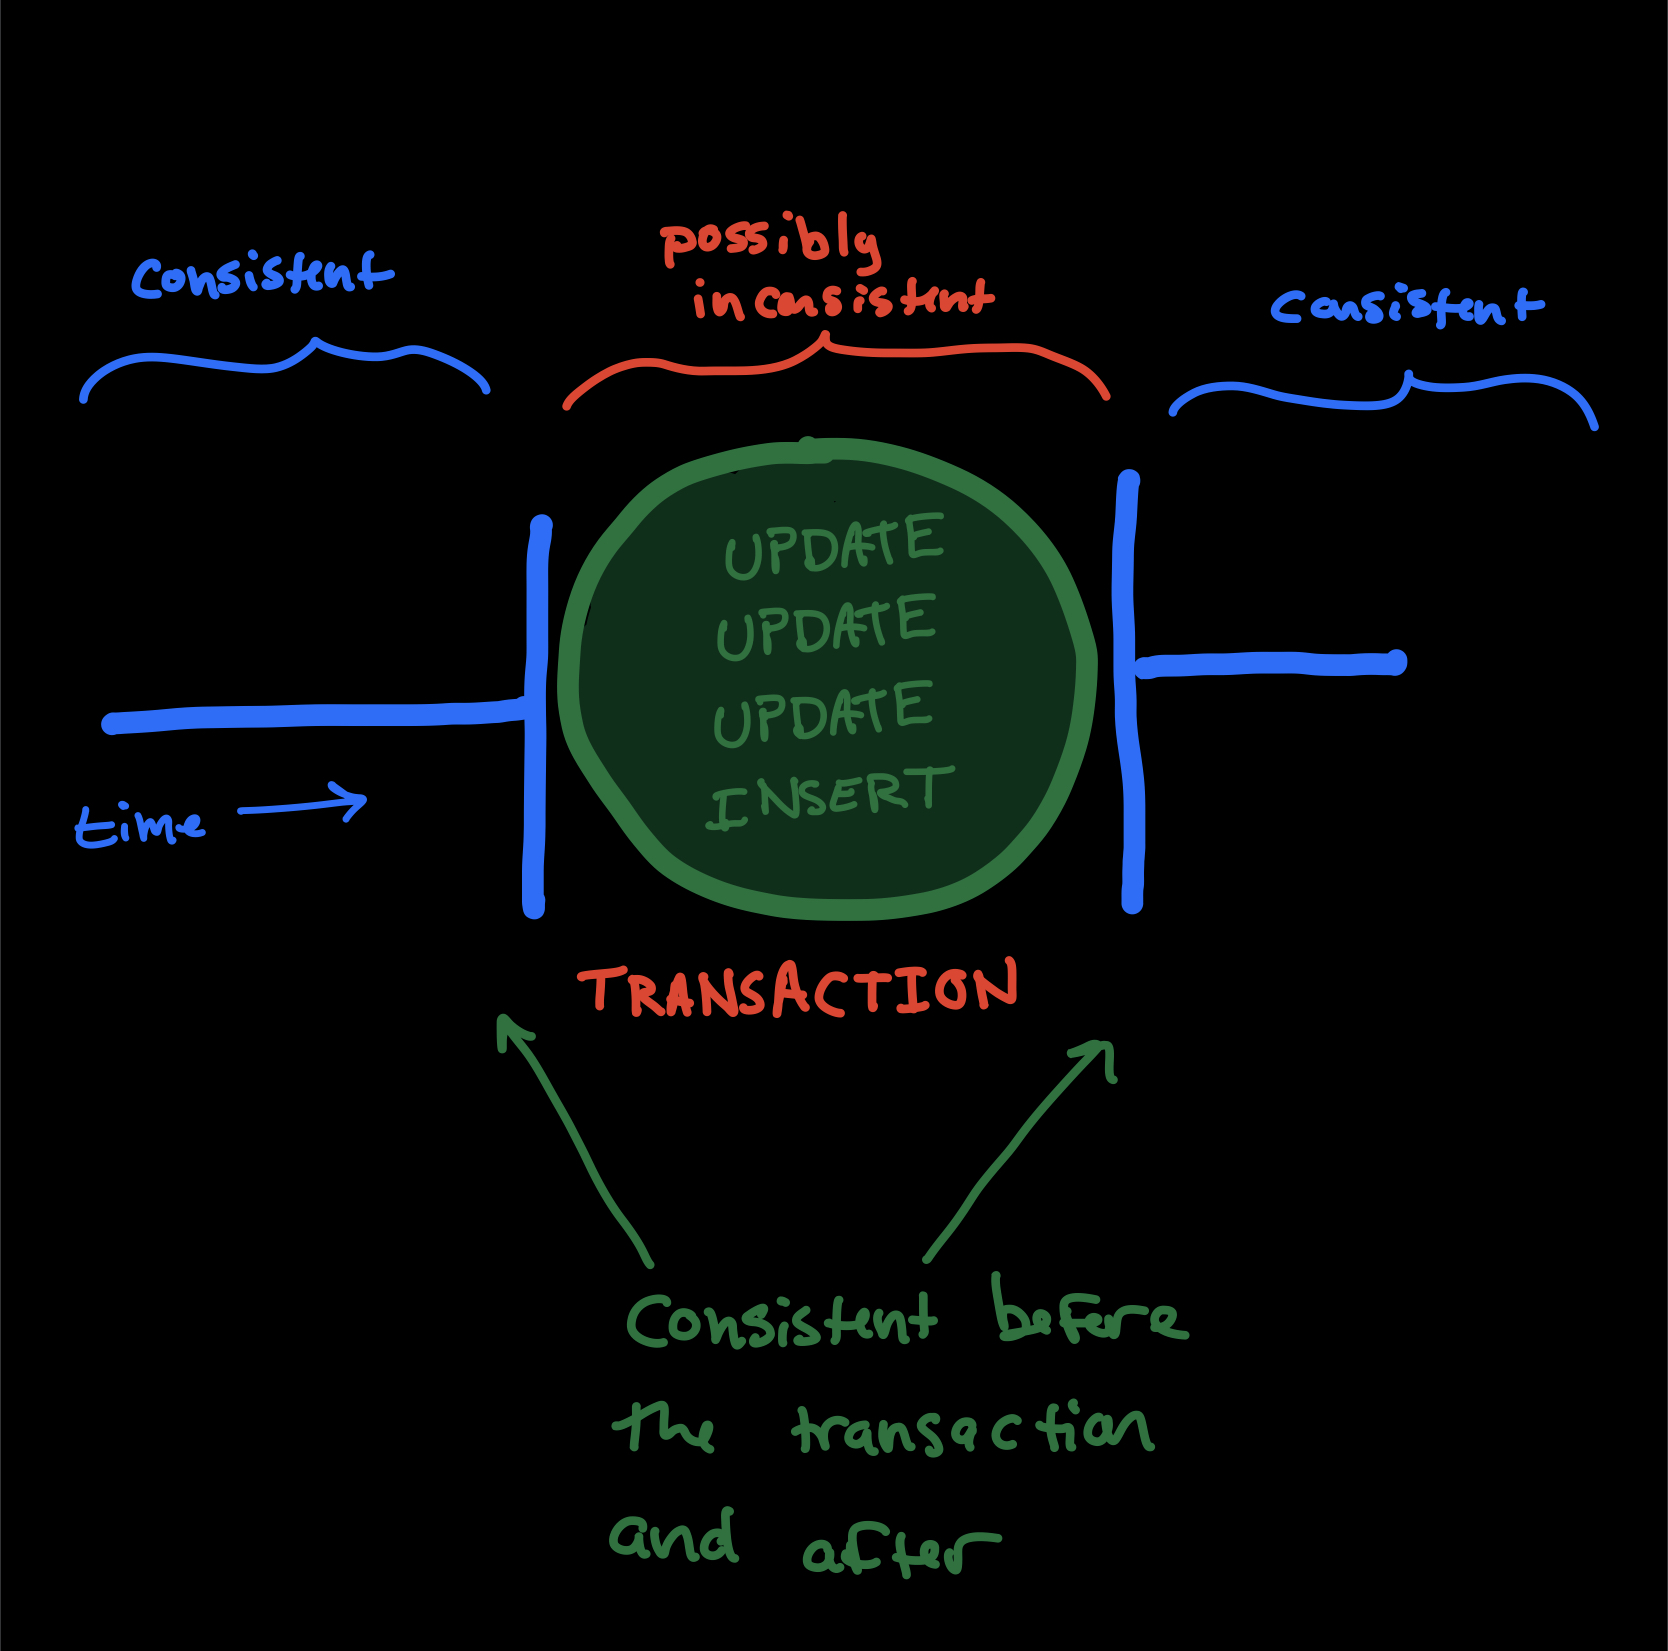 Consistent
possibly
inconsistent
Consistent
UPDATE
UPDATE
UPDATE
INSERT
time
TRANSACTION
Consistent before
the transaction
and after